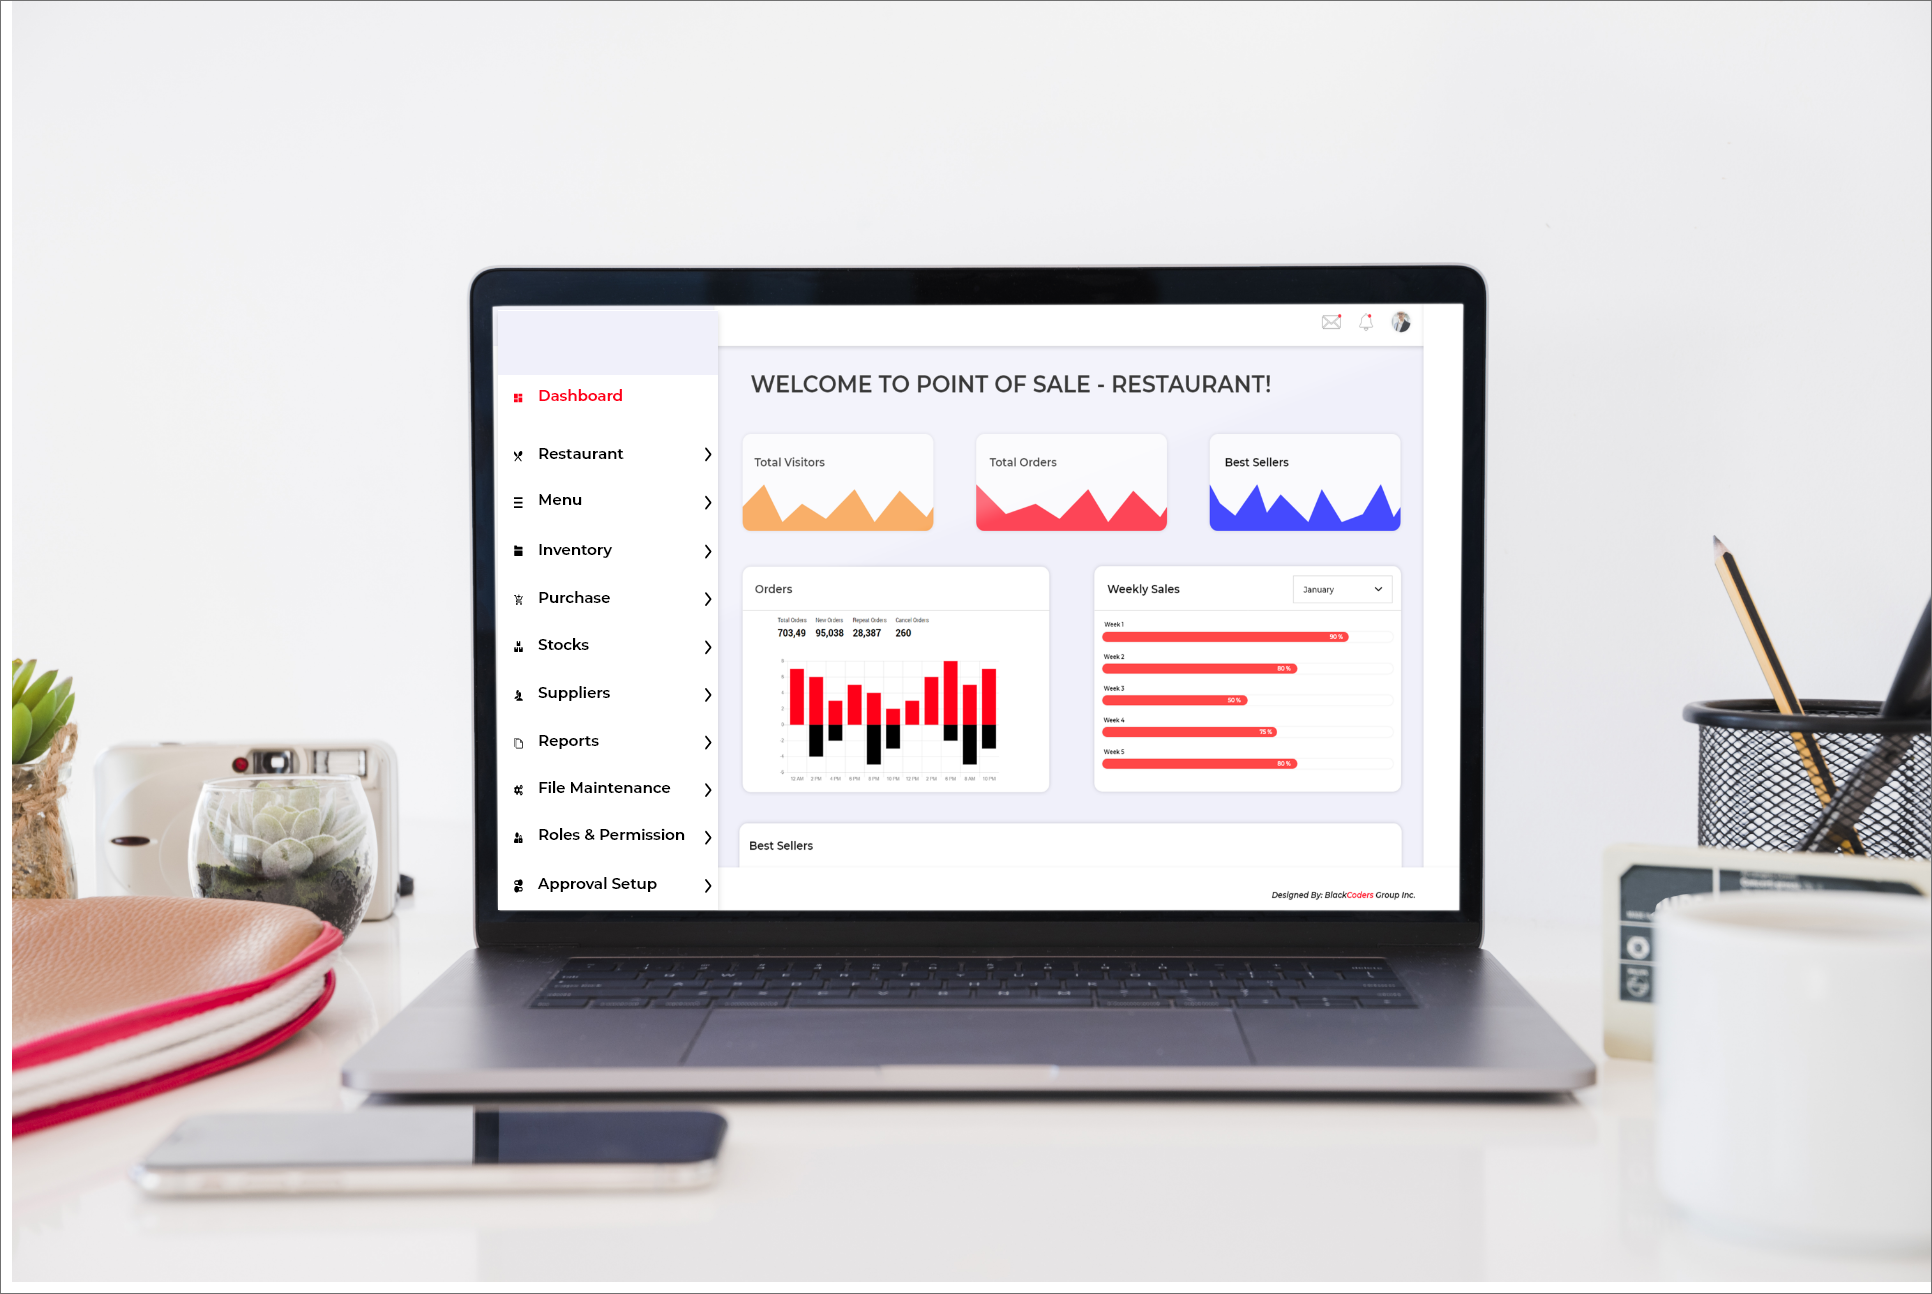 Dashboard
Restaurant
Menu
Inventory
Purchase
Stocks
Suppliers
Reports
File Maintenance
Roles & Permission
Approval Setup
WELCOME TO POINT OF SALE - RESTAURANT!
Total Visitors
Total Orders
Best Sellers
Orders
Total Orders New Orders Repeat Orders Cancel Orders
703,49 95,038 28,387 260
Weekly Sales
January
Week 1
90 %
Week 2
80 %
Week 3
50 %
Week 4
75 %
Week 5
80 %
Best Sellers
Designed By: BlackCoders Group Inc.